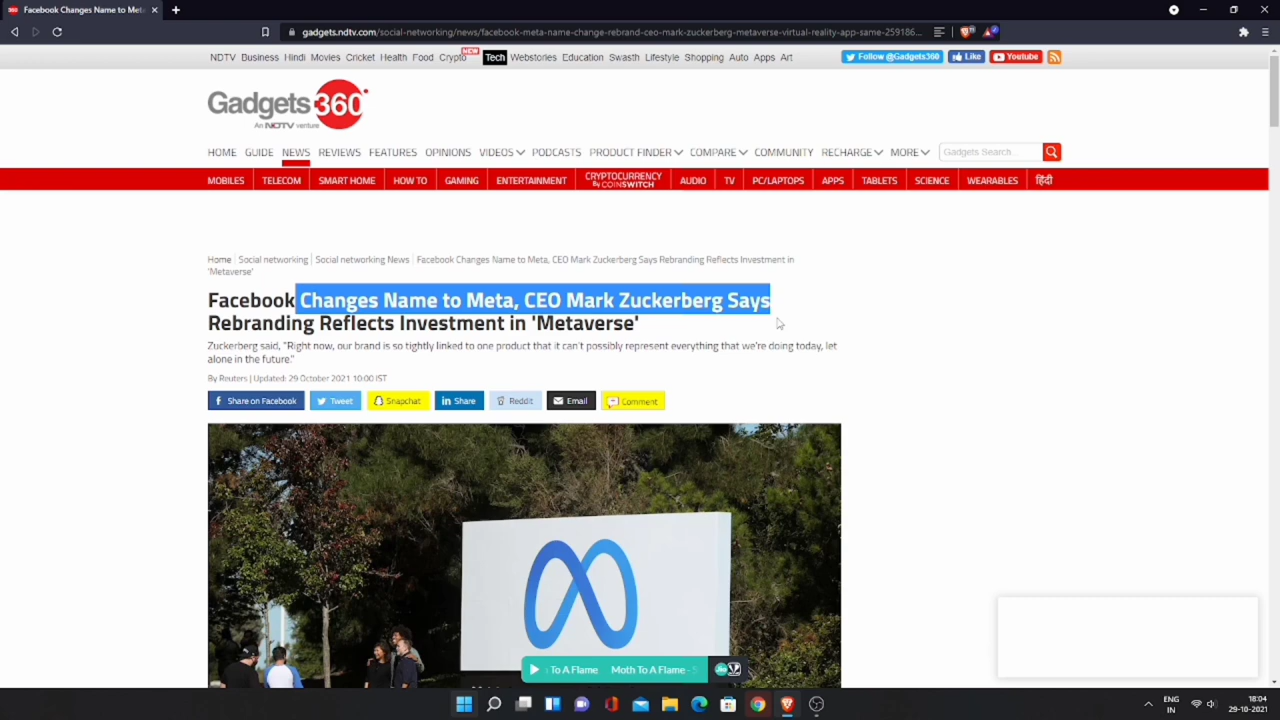 Facebook Changes Name to Meta
gadgets.ndtv.com/social-networking/news/facebook-meta-name-change-rebrand-ceo-mark-zuckerberg-metaverse-virtual-reality-app-same-259186...
NDTV Business Hindi Movies Cricket Health Food Crypto NEW Tech Webstories Education Swasth Lifestyle Shopping Auto Apps Art Follow @Gadgets360 Like Youtube
Gadgets 360
An NDTV venture
HOME GUIDE NEWS REVIEWS FEATURES OPINIONS VIDEOS PODCASTS PRODUCT FINDER COMPARE COMMUNITY RECHARGE MORE Gadgets Search...
MOBILES TELECOM SMART HOME HOW TO GAMING ENTERTAINMENT CRYPTOCURRENCY By COINSWITCH AUDIO TV PC/LAPTOPS APPS TABLETS SCIENCE WEARABLES हिंदी
Home Social networking Social networking News Facebook Changes Name to Meta, CEO Mark Zuckerberg Says Rebranding Reflects Investment in
'Metaverse'
Facebook Changes Name to Meta, CEO Mark Zuckerberg Says
Rebranding Reflects Investment in 'Metaverse'
Zuckerberg said, "Right now, our brand is so tightly linked to one product that it can't possibly represent everything that we're doing today, let
alone in the future."
By Reuters | Updated: 29 October 2021 10:00 IST
Share on Facebook Tweet Snapchat Share Reddit Email Comment
To A Flame Moth To A Flame - Jio
ENG 18:04
IN 29-10-2021